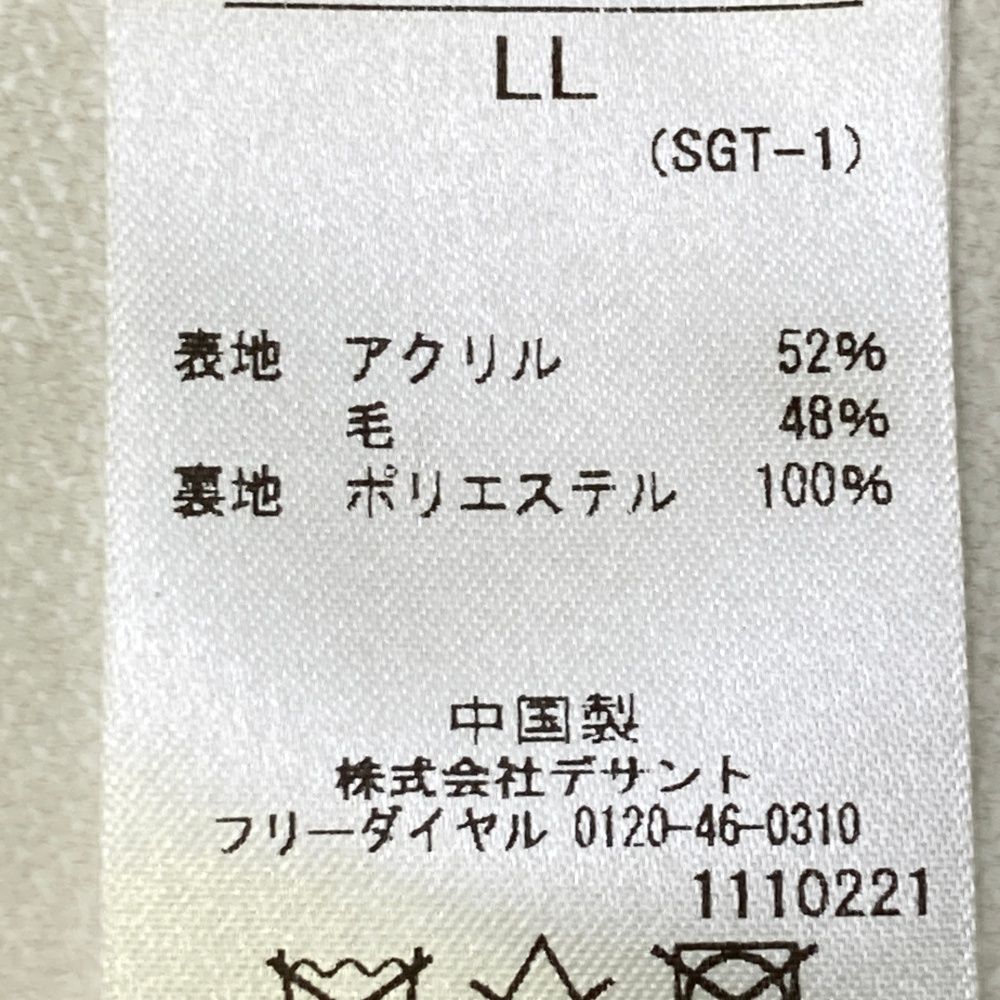 LL
(SGT-1)
表地 アクリル 52%
毛 48%
裏地 ポリエステル 100%
中国製
株式会社デサント
フリーダイヤル 0120-46-0310
1110221